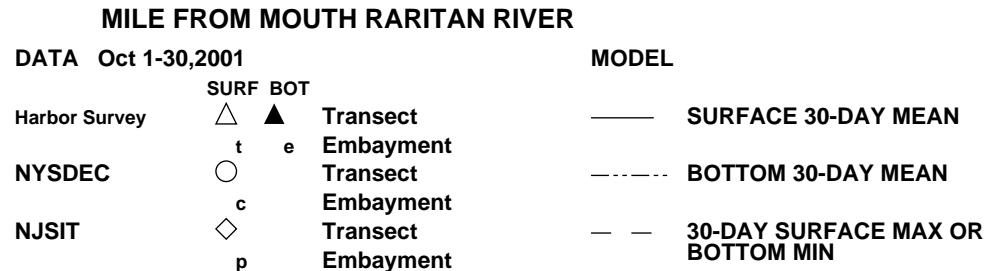 MILE FROM MOUTH RARITAN RIVER
DATA Oct 1-30,2001 MODEL
SURF BOT
Harbor Survey Transect SURFACE 30-DAY MEAN
t e Embayment
NYSDEC Transect BOTTOM 30-DAY MEAN
c Embayment
NJSIT Transect 30-DAY SURFACE MAX OR
p Embayment BOTTOM MIN